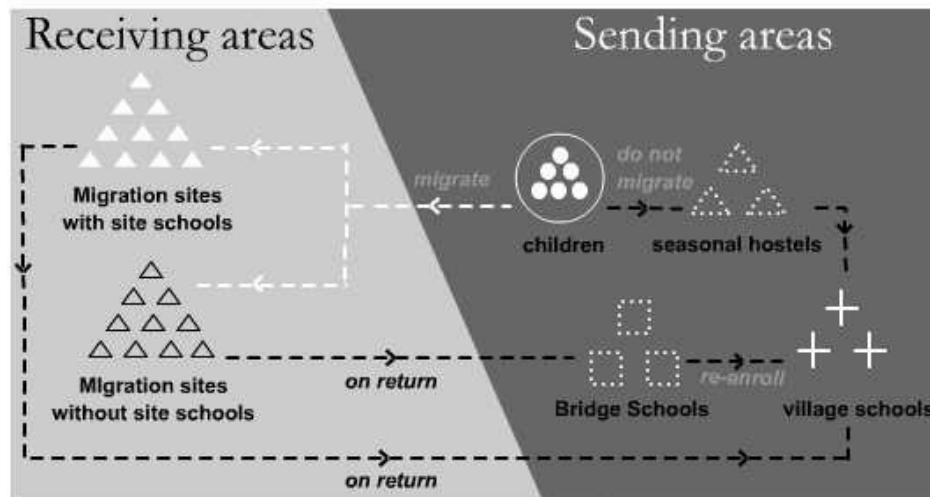 Receiving areas
Sending areas
Migration sites
with site schools
migrate
do not
migrate
children
seasonal hostels
MIgration sites
without site schools
on return
Bridge Schools
re-enroll
village schools
on return